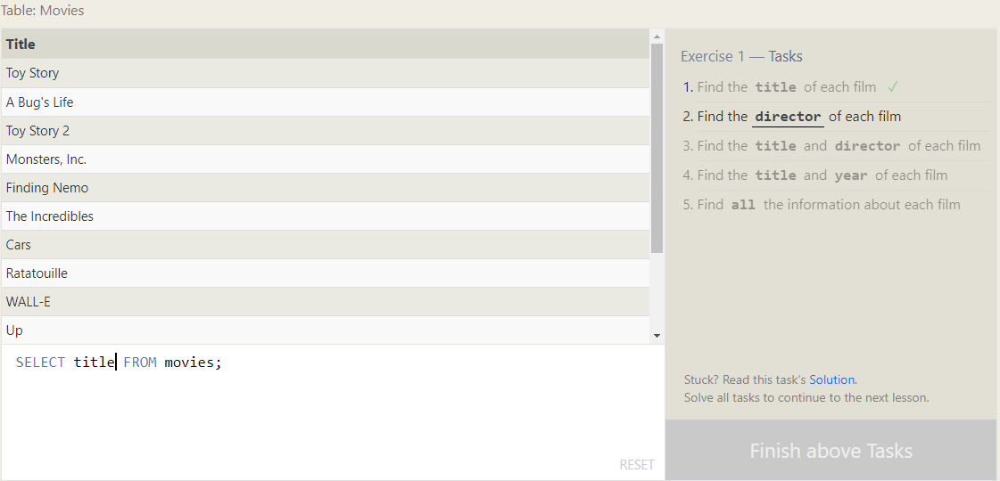 Table: Movies
Title
Toy Story
A Bug's Life
Toy Story 2
Monsters, Inc.
Finding Nemo
The Incredibles
Cars
Ratatouille
WALL-E
Up
SELECT title FROM movies;
RESET
Exercise 1 — Tasks
1. Find the title of each film ✓
2. Find the director of each film
3. Find the title and director of each film
4. Find the title and year of each film
5. Find all the information about each film
Stuck? Read this task's Solution.
Solve all tasks to continue to the next lesson.
Finish above Tasks